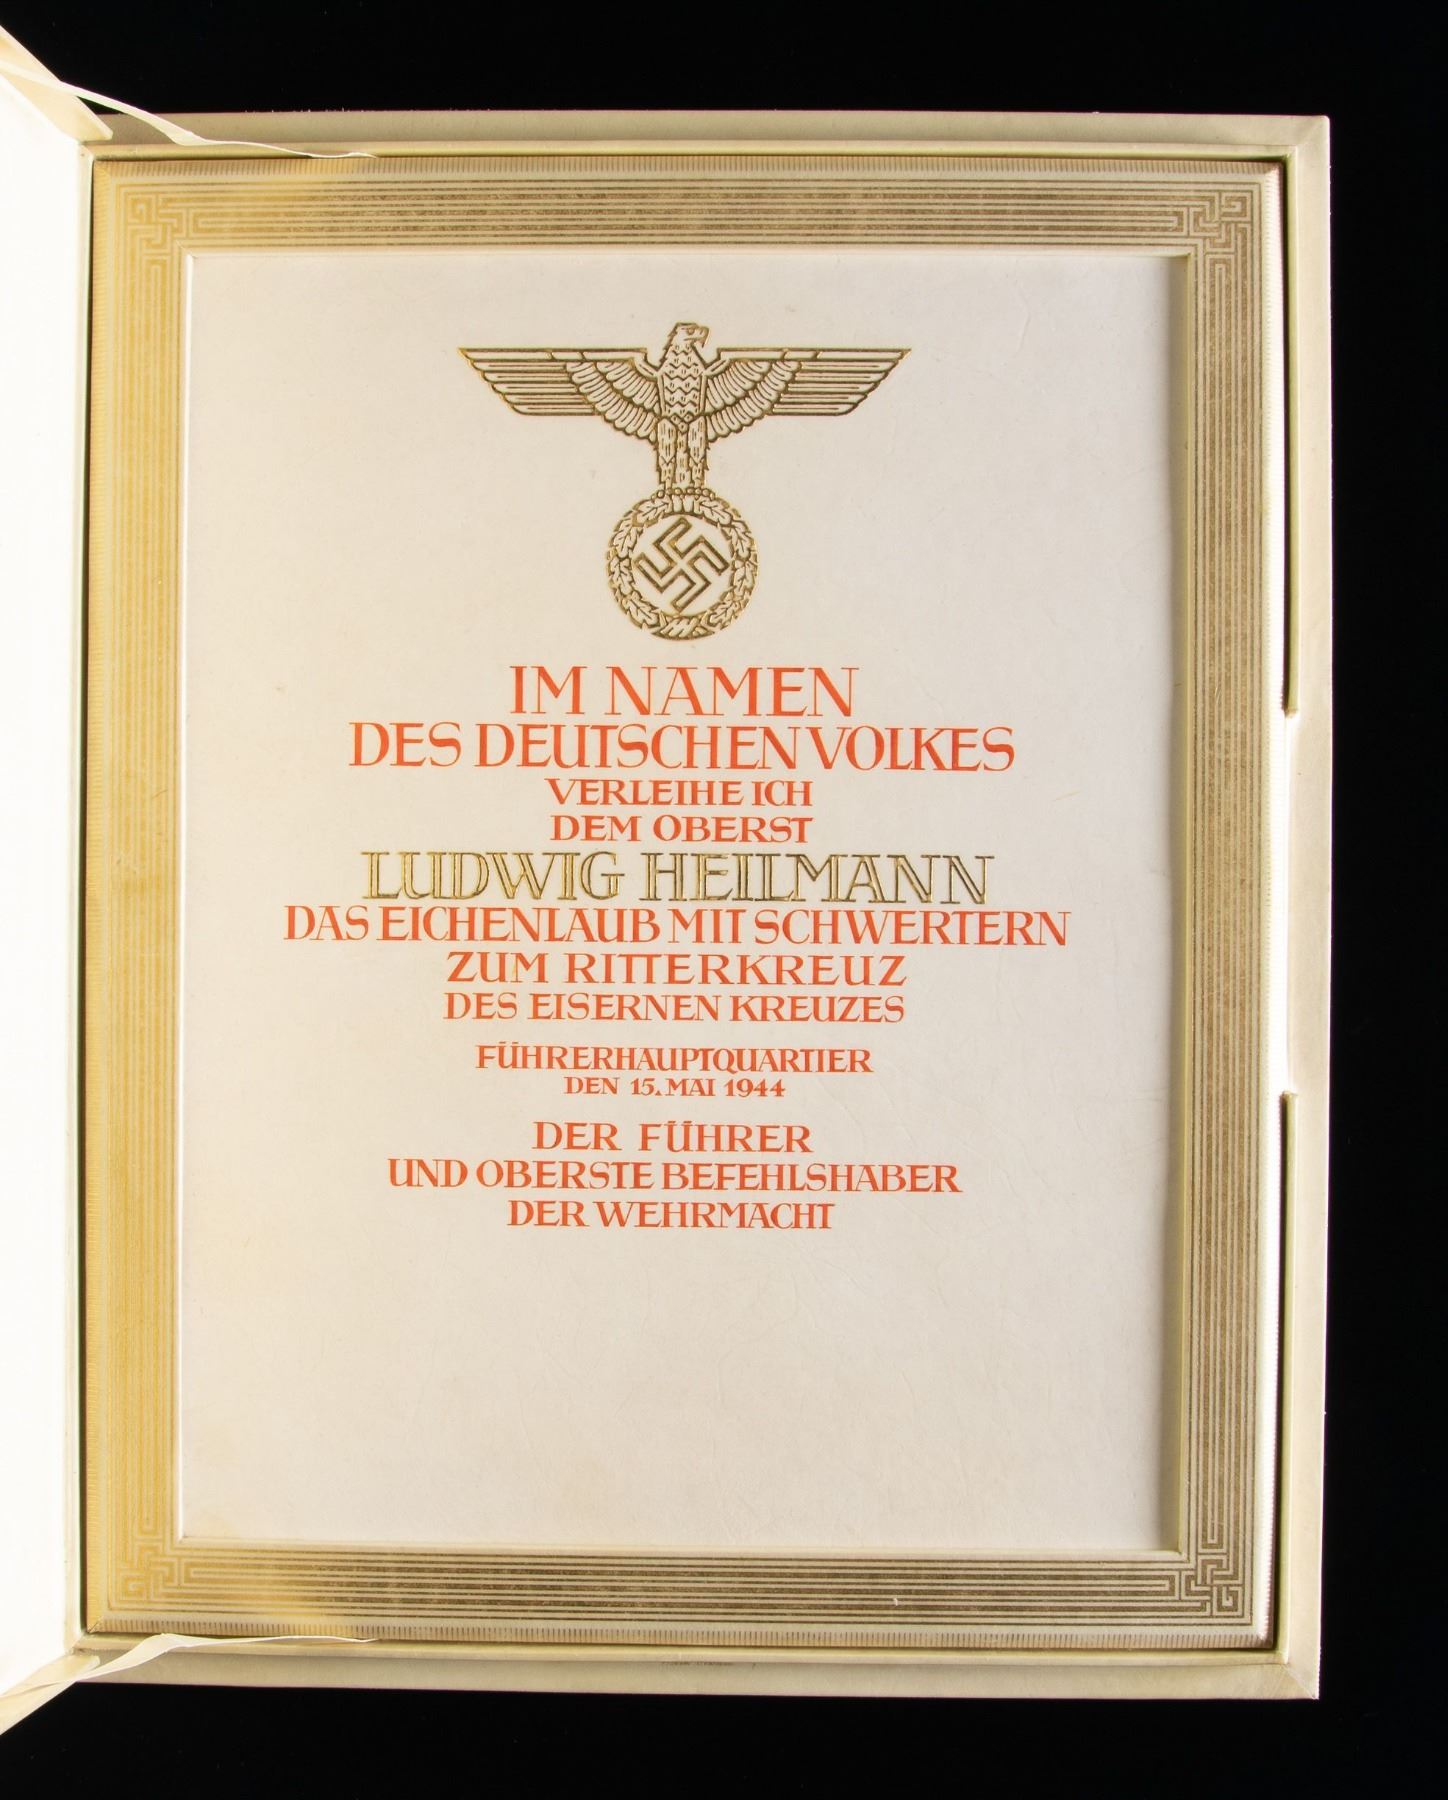 IM NAMEN
DES DEUTSCHEN VOLKES
VERLEIHE ICH
DEM OBERST
LUDWIG HEILMANN
DAS EICHENLAUB MIT SCHWERTERN
ZUM RITTERKREUZ
DES EISERNEN KREUZES
FÜHRERHAUPTQUARTIER
DEN 15. MAI 1944
DER FÜHRER
UND OBERSTE BEFEHLSHABER
DER WEHRMACHT